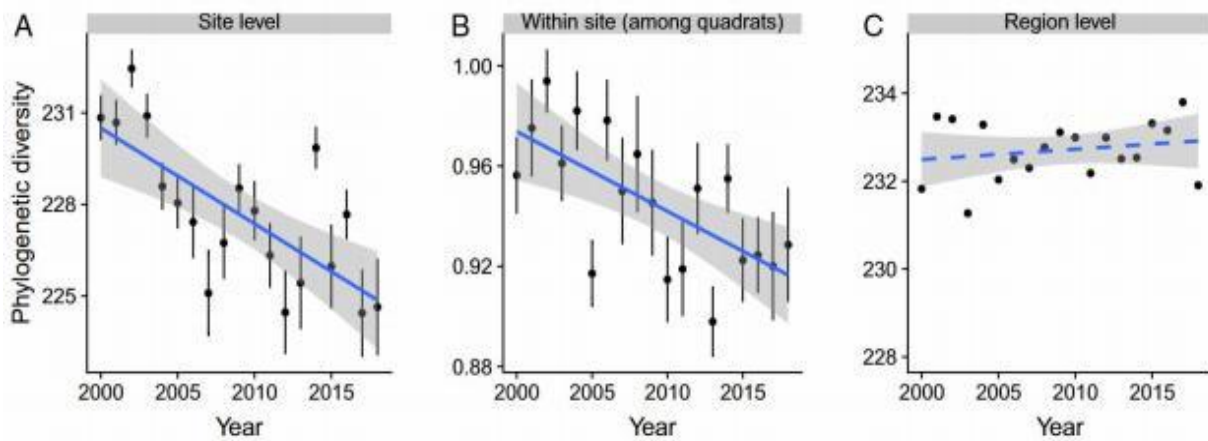 A Site level
B Within site (among quadrats)
C Region level
Phylogenetic diversity
231
228
225
2000 2005 2010 2015
Year
1.00
0.96
0.92
0.88
2000 2005 2010 2015
Year
234
232
230
228
2000 2005 2010 2015
Year